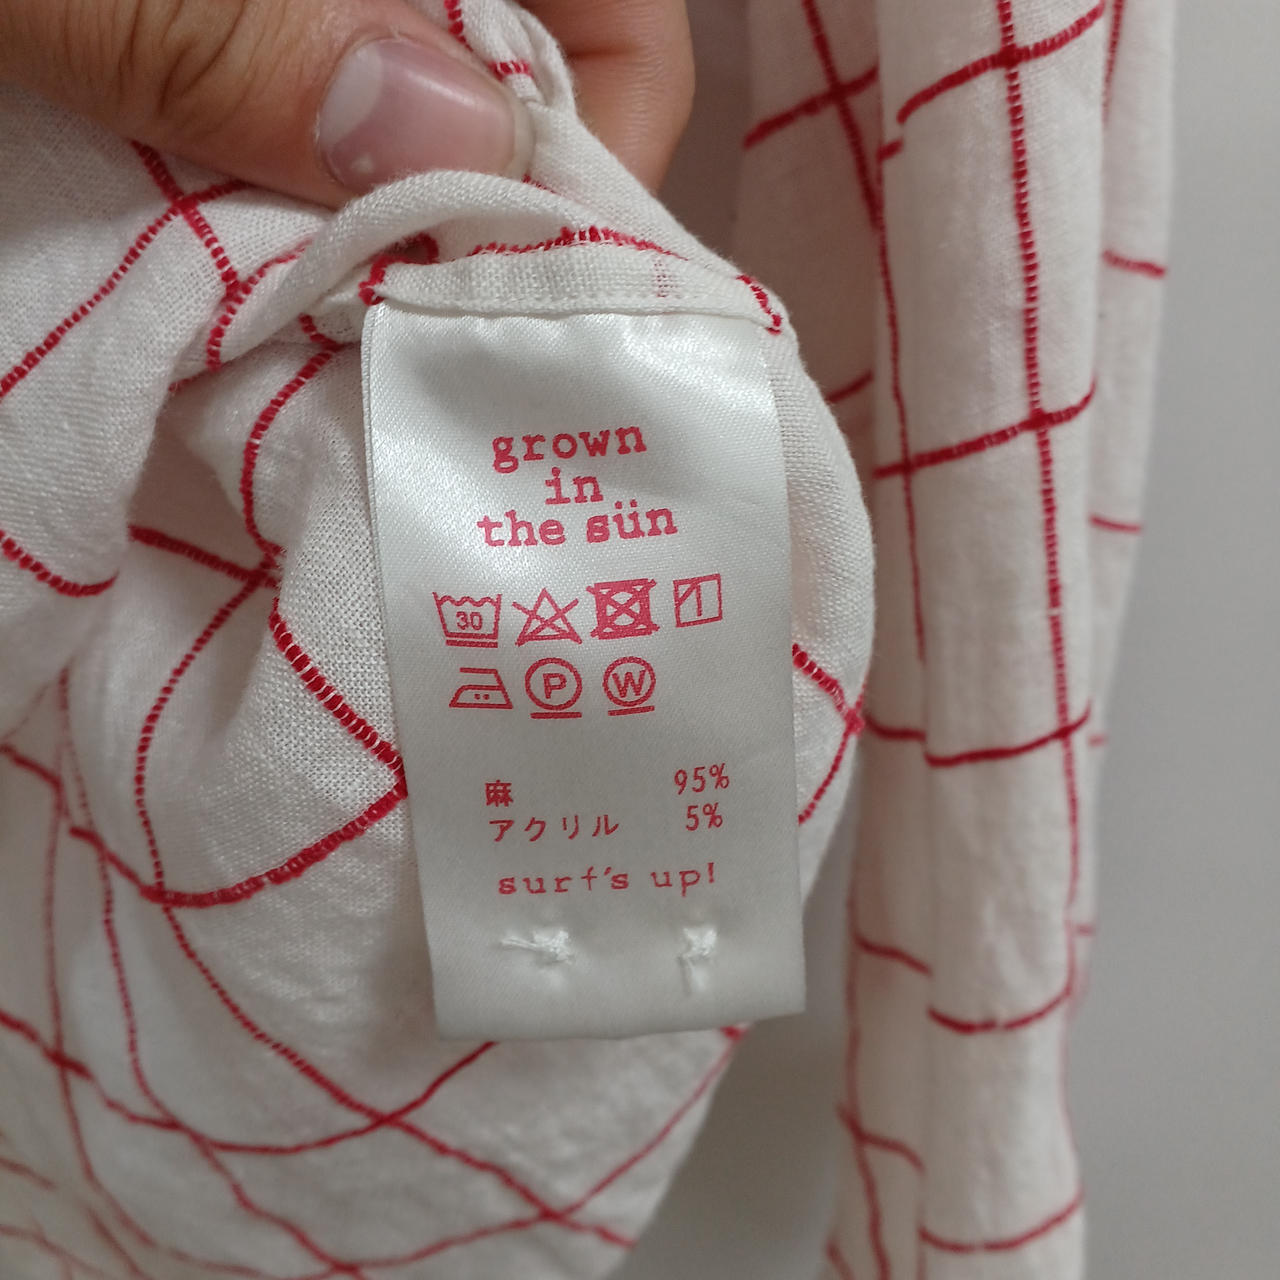 grown
in
the sün
30
P W
麻 95%
アクリル 5%
surf's up!